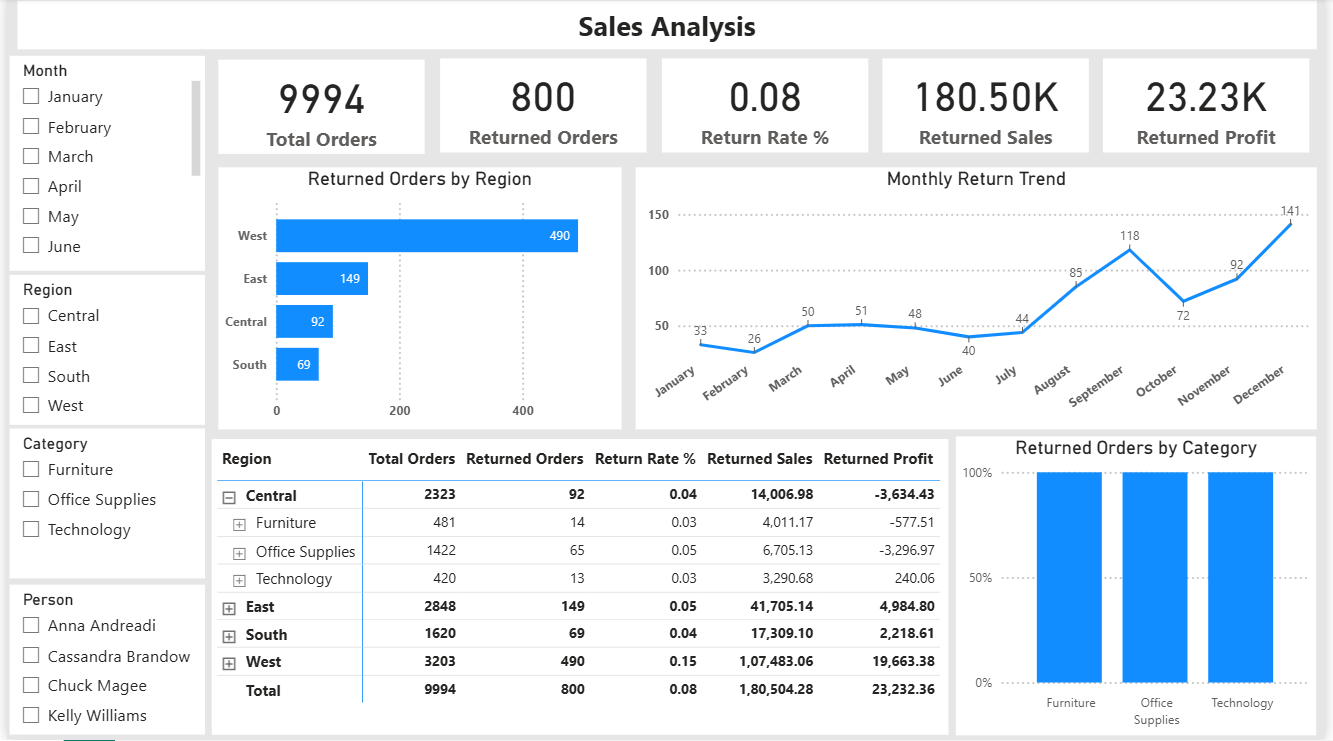 Sales Analysis
Month
January
February
March
April
May
June
Region
Central
East
South
West
Category
Furniture
Office Supplies
Technology
Person
Anna Andreadi
Cassandra Brandow
Chuck Magee
Kelly Williams
9994
Total Orders
800
Returned Orders
0.08
Return Rate %
180.50K
Returned Sales
23.23K
Returned Profit
Returned Orders by Region
West 490
East 149
Central 92
South 69
0 200 400
Monthly Return Trend
150
100
50
33 26 50 51 48 40 44 85 118 72 92 141
January February March April May June July August September October November December
Region Total Orders Returned Orders Return Rate % Returned Sales Returned Profit
Central 2323 92 0.04 14,006.98 -3,634.43
Furniture 481 14 0.03 4,011.17 -577.51
Office Supplies 1422 65 0.05 6,705.13 -3,296.97
Technology 420 13 0.03 3,290.68 240.06
East 2848 149 0.05 41,705.14 4,984.80
South 1620 69 0.04 17,309.10 2,218.61
West 3203 490 0.15 1,07,483.06 19,663.38
Total 9994 800 0.08 1,80,504.28 23,232.36
Returned Orders by Category
100%
50%
0%
Furniture Office Technology
Supplies